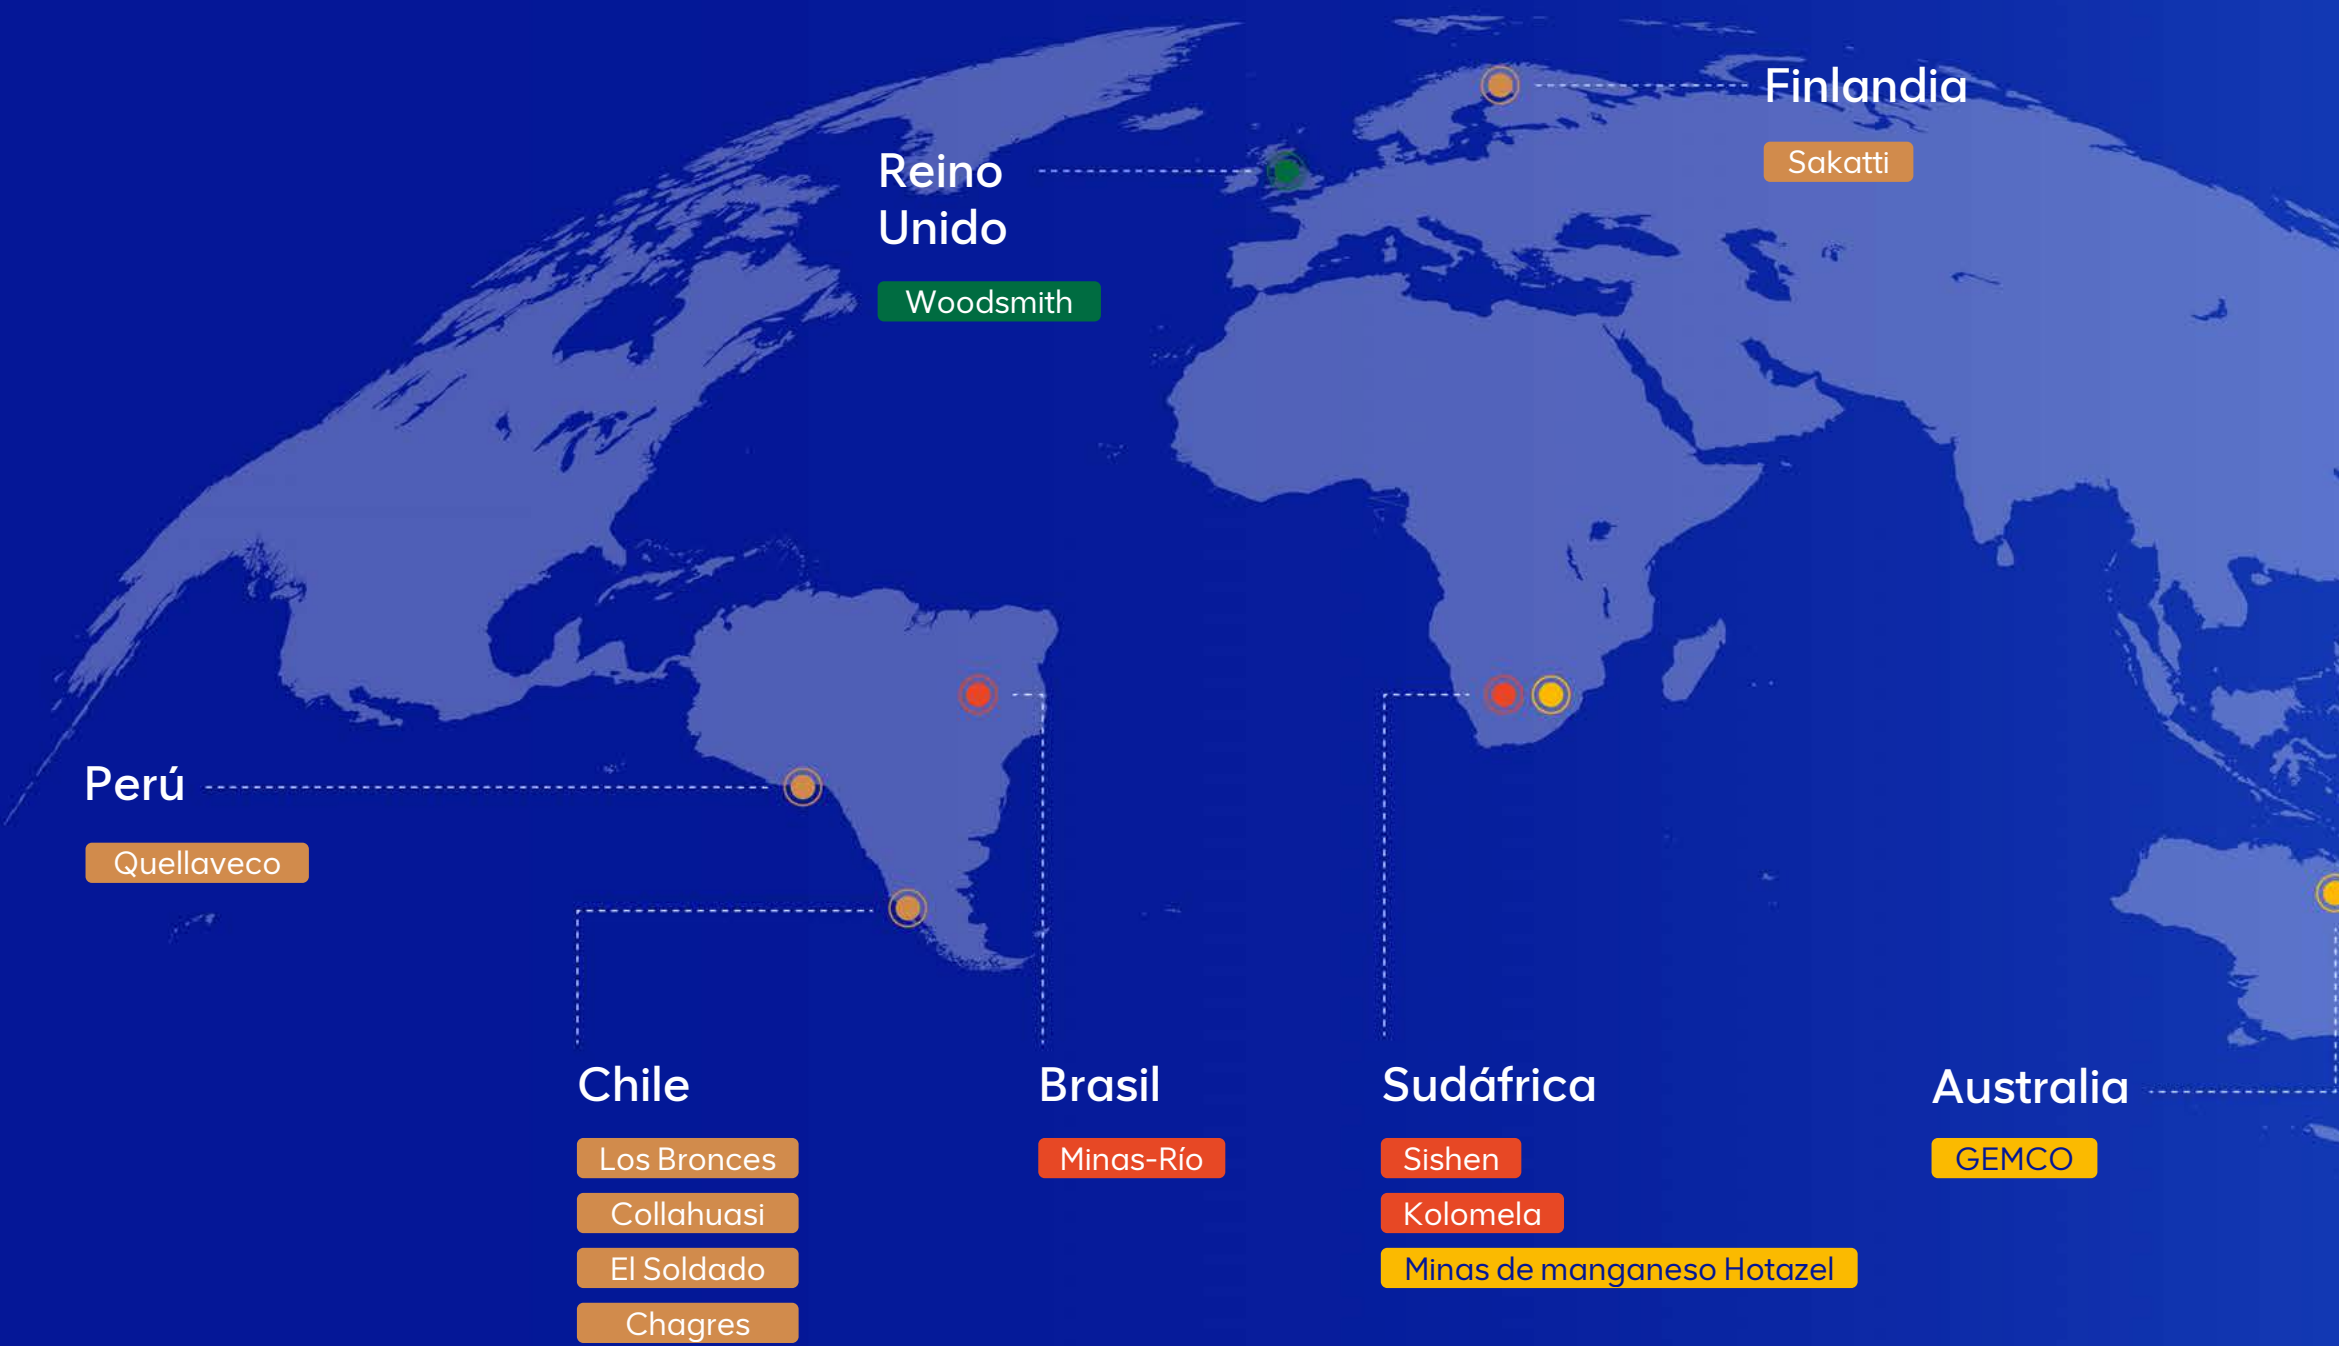 Finlandia
Sakatti
Reino
Unido
Woodsmith
Perú
Quellaveco
Chile
Los Bronces
Collahuasi
El Soldado
Chagres
Brasil
Minas-Río
Sudáfrica
Sishen
Kolomela
Minas de manganeso Hotazel
Australia
GEMCO